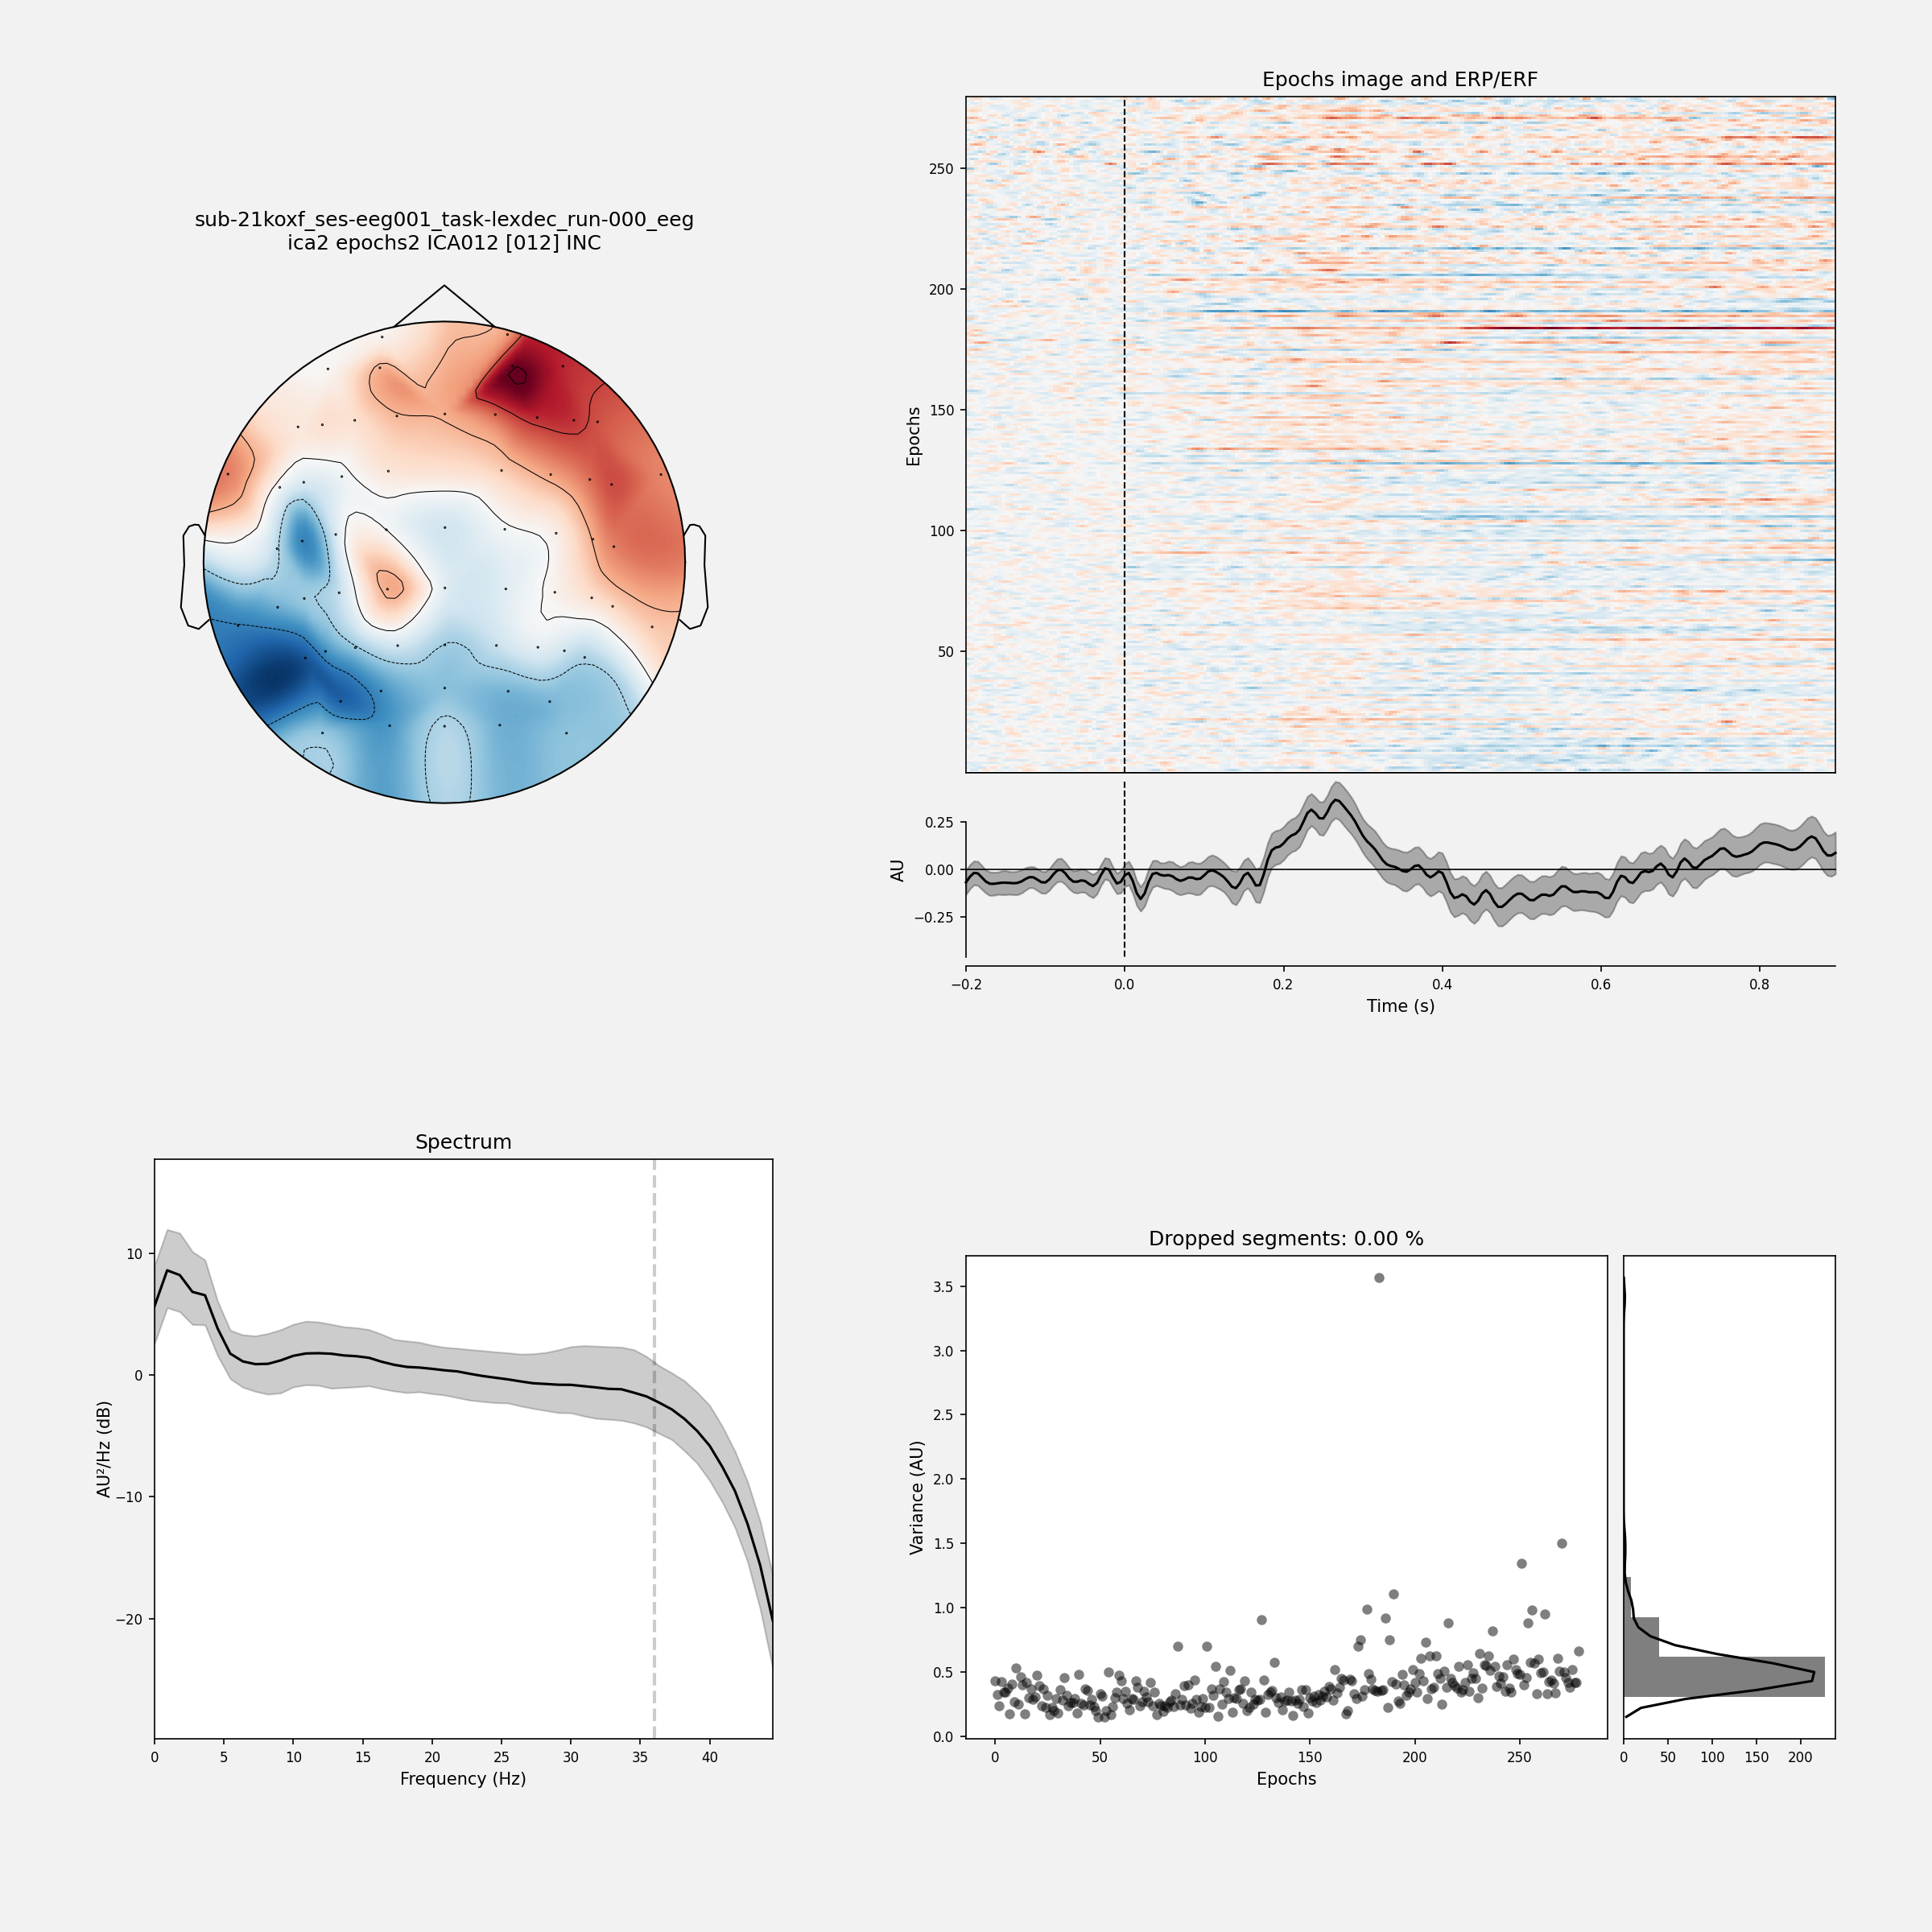 sub-21koxf_ses-eeg001_task-lexdec_run-000_eeg
ica2 epochs2 ICA012 [012] INC
Epochs image and ERP/ERF
Epochs
250
200
150
100
50
AU
0.25
0.00
−0.25
−0.2 0.0 0.2 0.4 0.6 0.8
Time (s)
Spectrum
AU²/Hz (dB)
10
0
−10
−20
0 5 10 15 20 25 30 35 40
Frequency (Hz)
Dropped segments: 0.00 %
Variance (AU)
3.5
3.0
2.5
2.0
1.5
1.0
0.5
0.0
0 50 100 150 200 250
Epochs
0 50 100 150 200